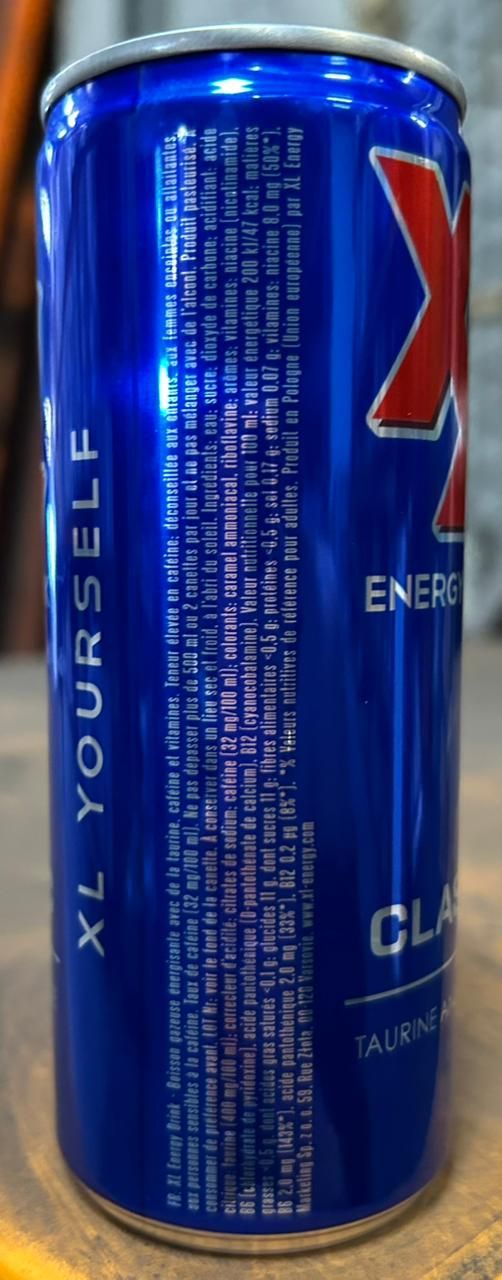 XL YOURSELF
FR. XL Energy Drink - Boisson gazeuse énergisante avec de la taurine, caféine et vitamines. Teneur élevée en caféine: déconseillée aux enfants, aux femmes enceintes ou allaitantes,
aux personnes sensibles à la caféine. Taux de caféine (32 mg/100 ml). Ne pas dépasser plus de 500 ml ou 2 canettes par jour et ne pas mélanger avec de l'alcool. Produit pasteurisé. À
consommer de préférence avant, LOT Nr: voir le fond de la canette. A conserver dans un lieu sec et froid, à l'abri du soleil. Ingrédients: eau; sucre; dioxyde de carbone; acidifiant: acide
citrique, taurine (400 mg/100 ml); correcteur d'acidité: citrates de sodium; caféine (32 mg/100 ml); colorants: caramel ammoniacal, riboflavine; arômes; vitamines: niacine (nicotinamide),
B6 (chlorhydrate de pyridoxine), acide pantothénique (D-pantothénate de calcium), B12 (cyanocobalamine). Valeur nutritionnelle pour 100 ml: valeur énergétique 200 kJ/47 kcal; matières
grasses <0.5 g, dont acides gras saturés <0.1 g; glucides 11 g, dont sucres 11 g; fibres alimentaires <0.5 g; protéines <0.5 g; sel 0.17 g; sodium 0.07 g; vitamines: niacine 8.0 mg (50%*),
B6 2.0 mg (143%*), acide pantothénique 2.0 mg (33%*), B12 0.2 µg (8%*). *% Valeurs nutritives de référence pour adultes. Produit en Pologne (Union européenne) par XL Energy
Marketing Sp. z o. o. 59, Rue Zlota, 00-120 Varsovie. www.xl-energy.com
X
ENERGY
CLAS
TAURINE